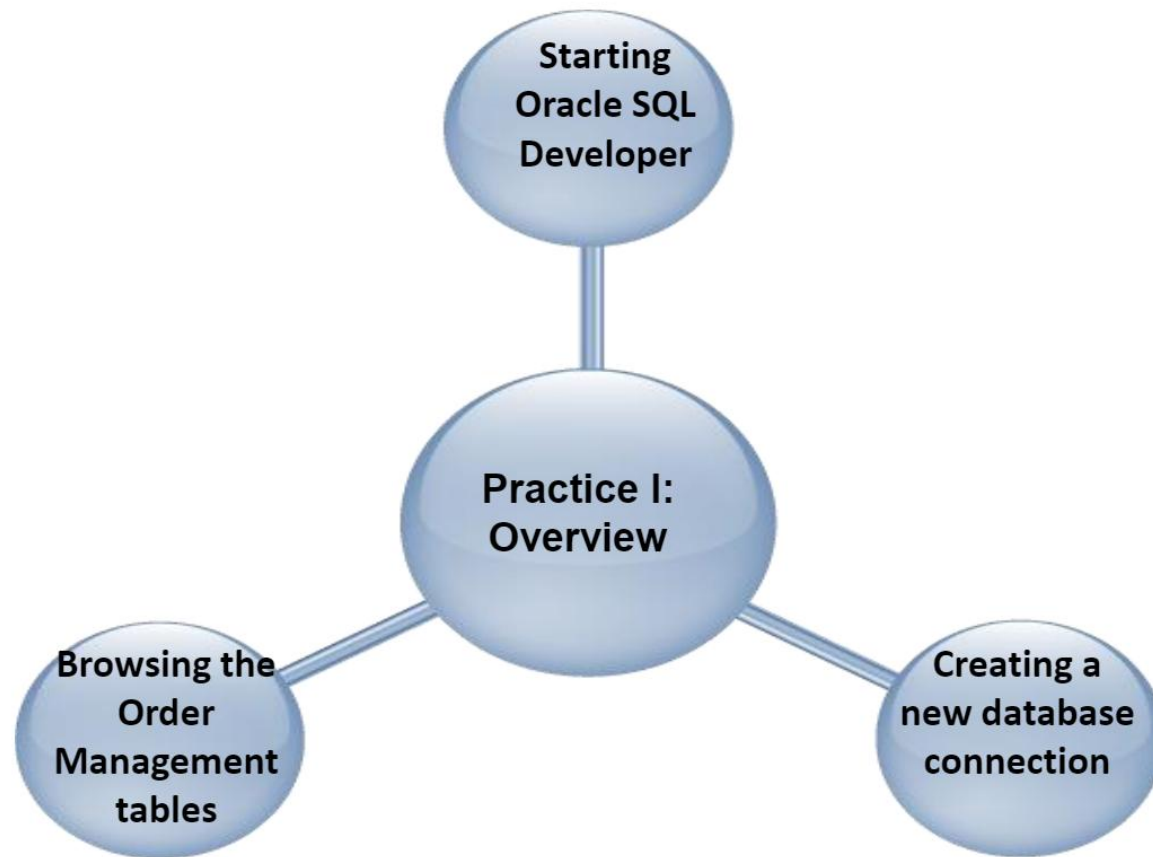 Starting
Oracle SQL
Developer
Practice I:
Overview
Browsing the
Order
Management
tables
Creating a
new database
connection